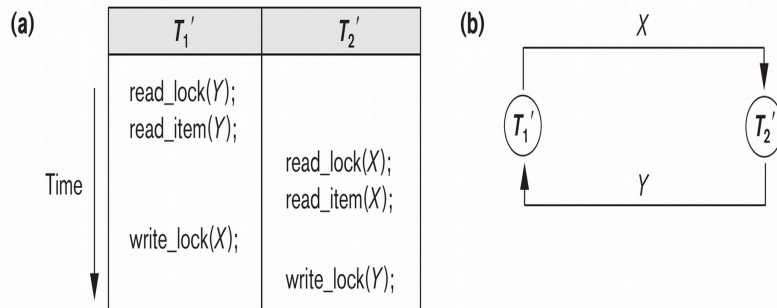 (a)
T₁′ T₂′
read_lock(Y);
read_item(Y);
read_lock(X);
read_item(X);
Time
write_lock(X);
write_lock(Y);
(b)
X
T₁′ T₂′
Y